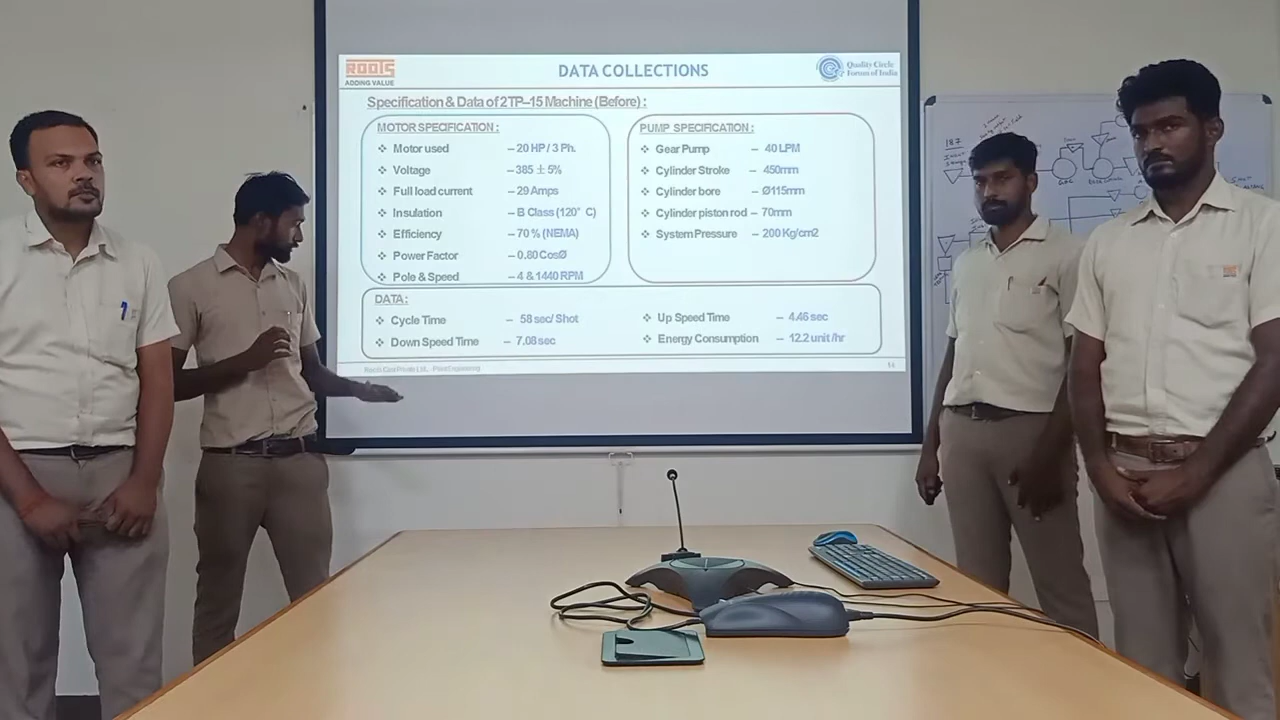 ROOTS
ADDING VALUE
DATA COLLECTIONS
Quality Circle
Forum of India
Specification & Data of 2TP–15 Machine (Before) :
MOTOR SPECIFICATION :
Motor used – 20 HP / 3 Ph.
Voltage – 385 ± 5%
Full load current – 29 Amps
Insulation – B Class (120° C)
Efficiency – 70 % (NEMA)
Power Factor – 0.80 CosØ
Pole & Speed – 4 & 1440 RPM
PUMP SPECIFICATION :
Gear Pump – 40 LPM
Cylinder Stroke – 450mm
Cylinder bore – Ø115mm
Cylinder piston rod – 70mm
System Pressure – 200 Kg/cm2
DATA :
Cycle Time – 58 sec/ Shot
Down Speed Time – 7.08 sec
Up Speed Time – 4.46 sec
Energy Consumption – 12.2 unit /hr
187